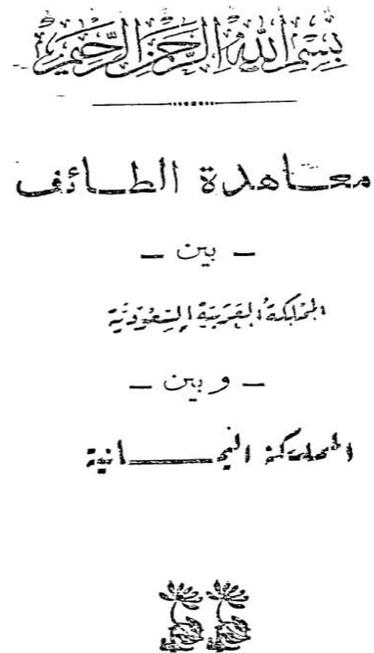 بسم الله الرحمن الرحيم
معاهدة الطائف
- بين -
المملكة العربية السعودية
- وبين -
المملكة اليمانية